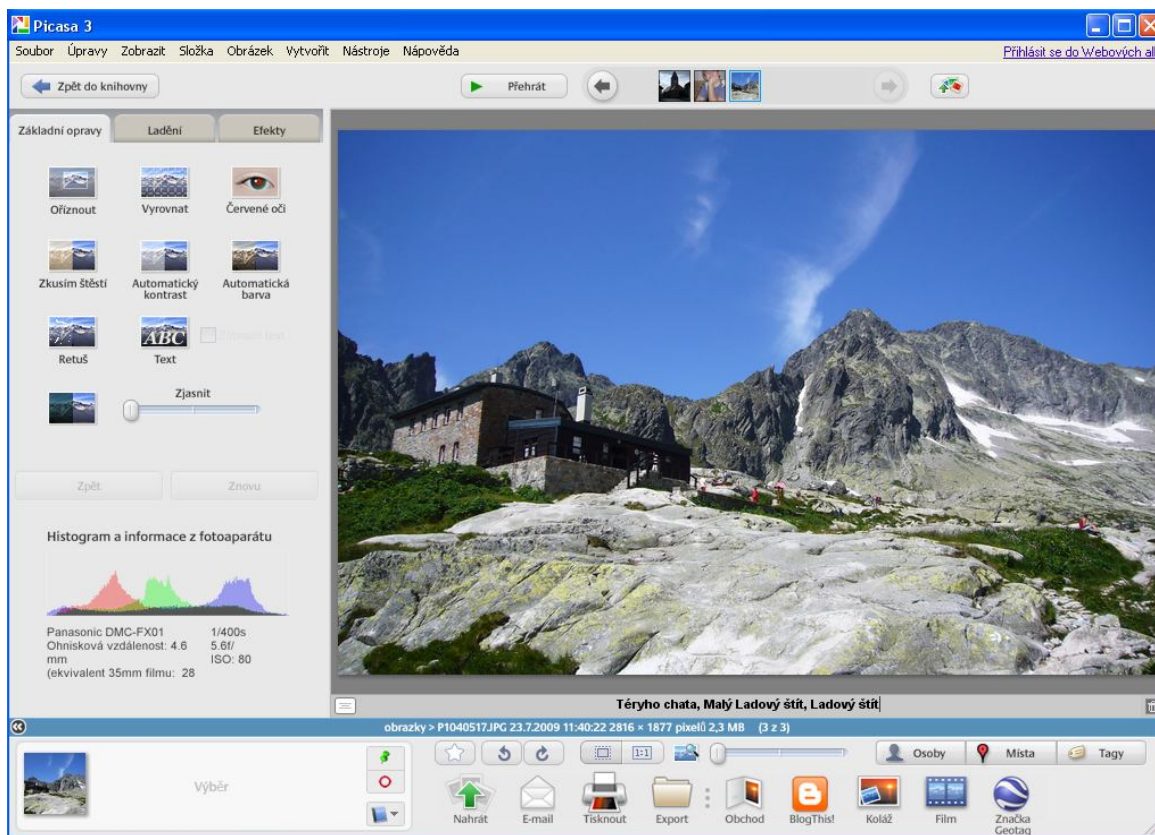 Picasa 3
Soubor Úpravy Zobrazit Složka Obrázek Vytvořit Nástroje Nápověda
Přihlásit se do Webových alb
Zpět do knihovny
Přehrát
Základní opravy Ladění Efekty
Oříznout Vyrovnat Červené oči
Zkusím štěstí Automatický kontrast Automatická barva
Retuš ABC Text
Zjasnit
Zpět Znovu
Histogram a informace z fotoaparátu
Panasonic DMC-FX01 1/400s
Ohnisková vzdálenost: 4.6 5.6f/
mm ISO: 80
(ekvivalent 35mm filmu: 28
Téryho chata, Malý Ladový štít, Ladový štít
obrazky > P1040517.JPG 23.7.2009 11:40:22 2816 × 1877 pixelů 2,3 MB (3 z 3)
Výběr
1:1
Osoby Místa Tagy
Nahrát E-mail Tisknout Export Obchod BlogThis! Koláž Film Značka
Geotag